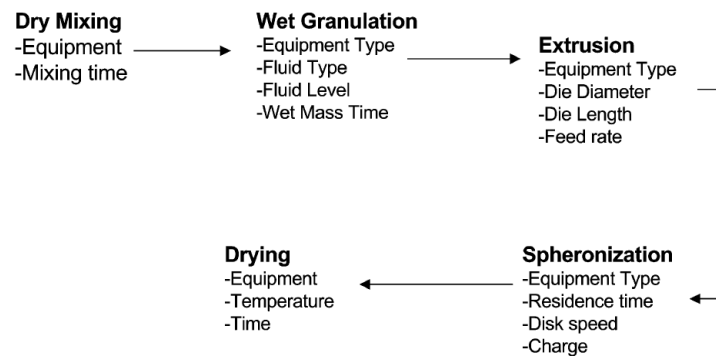 Dry Mixing
-Equipment
-Mixing time
Wet Granulation
-Equipment Type
-Fluid Type
-Fluid Level
-Wet Mass Time
Extrusion
-Equipment Type
-Die Diameter
-Die Length
-Feed rate
Spheronization
-Equipment Type
-Residence time
-Disk speed
-Charge
Drying
-Equipment
-Temperature
-Time